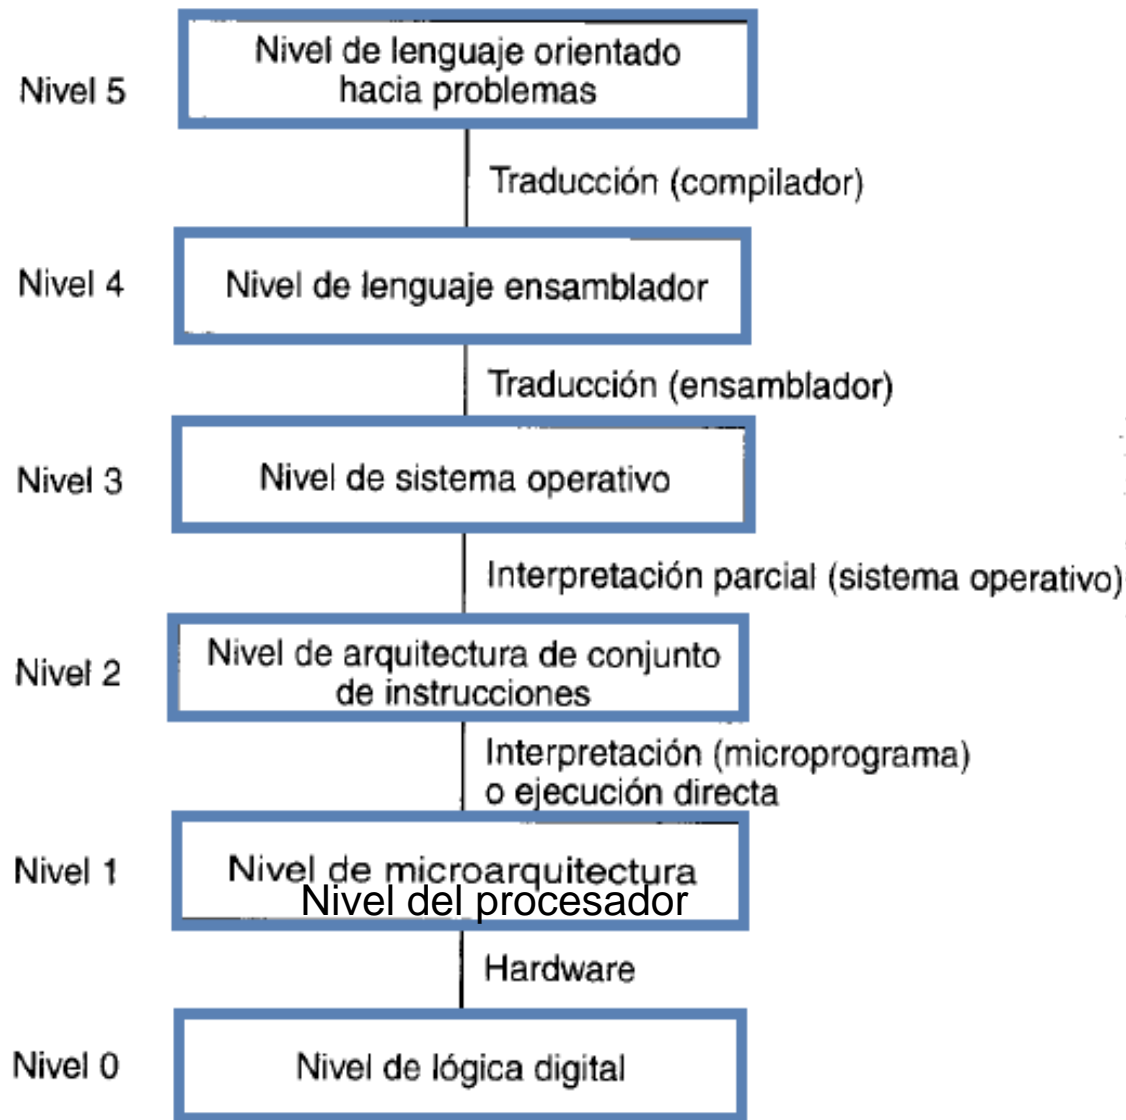 Nivel de lenguaje orientado
hacia problemas
Nivel 5
Traducción (compilador)
Nivel 4
Nivel de lenguaje ensamblador
Traducción (ensamblador)
Nivel 3
Nivel de sistema operativo
Interpretación parcial (sistema operativo)
Nivel de arquitectura de conjunto
de instrucciones
Nivel 2
Interpretación (microprograma)
o ejecución directa
Nivel 1
Nivel de microarquitectura
Nivel del procesador
Hardware
Nivel 0
Nivel de lógica digital